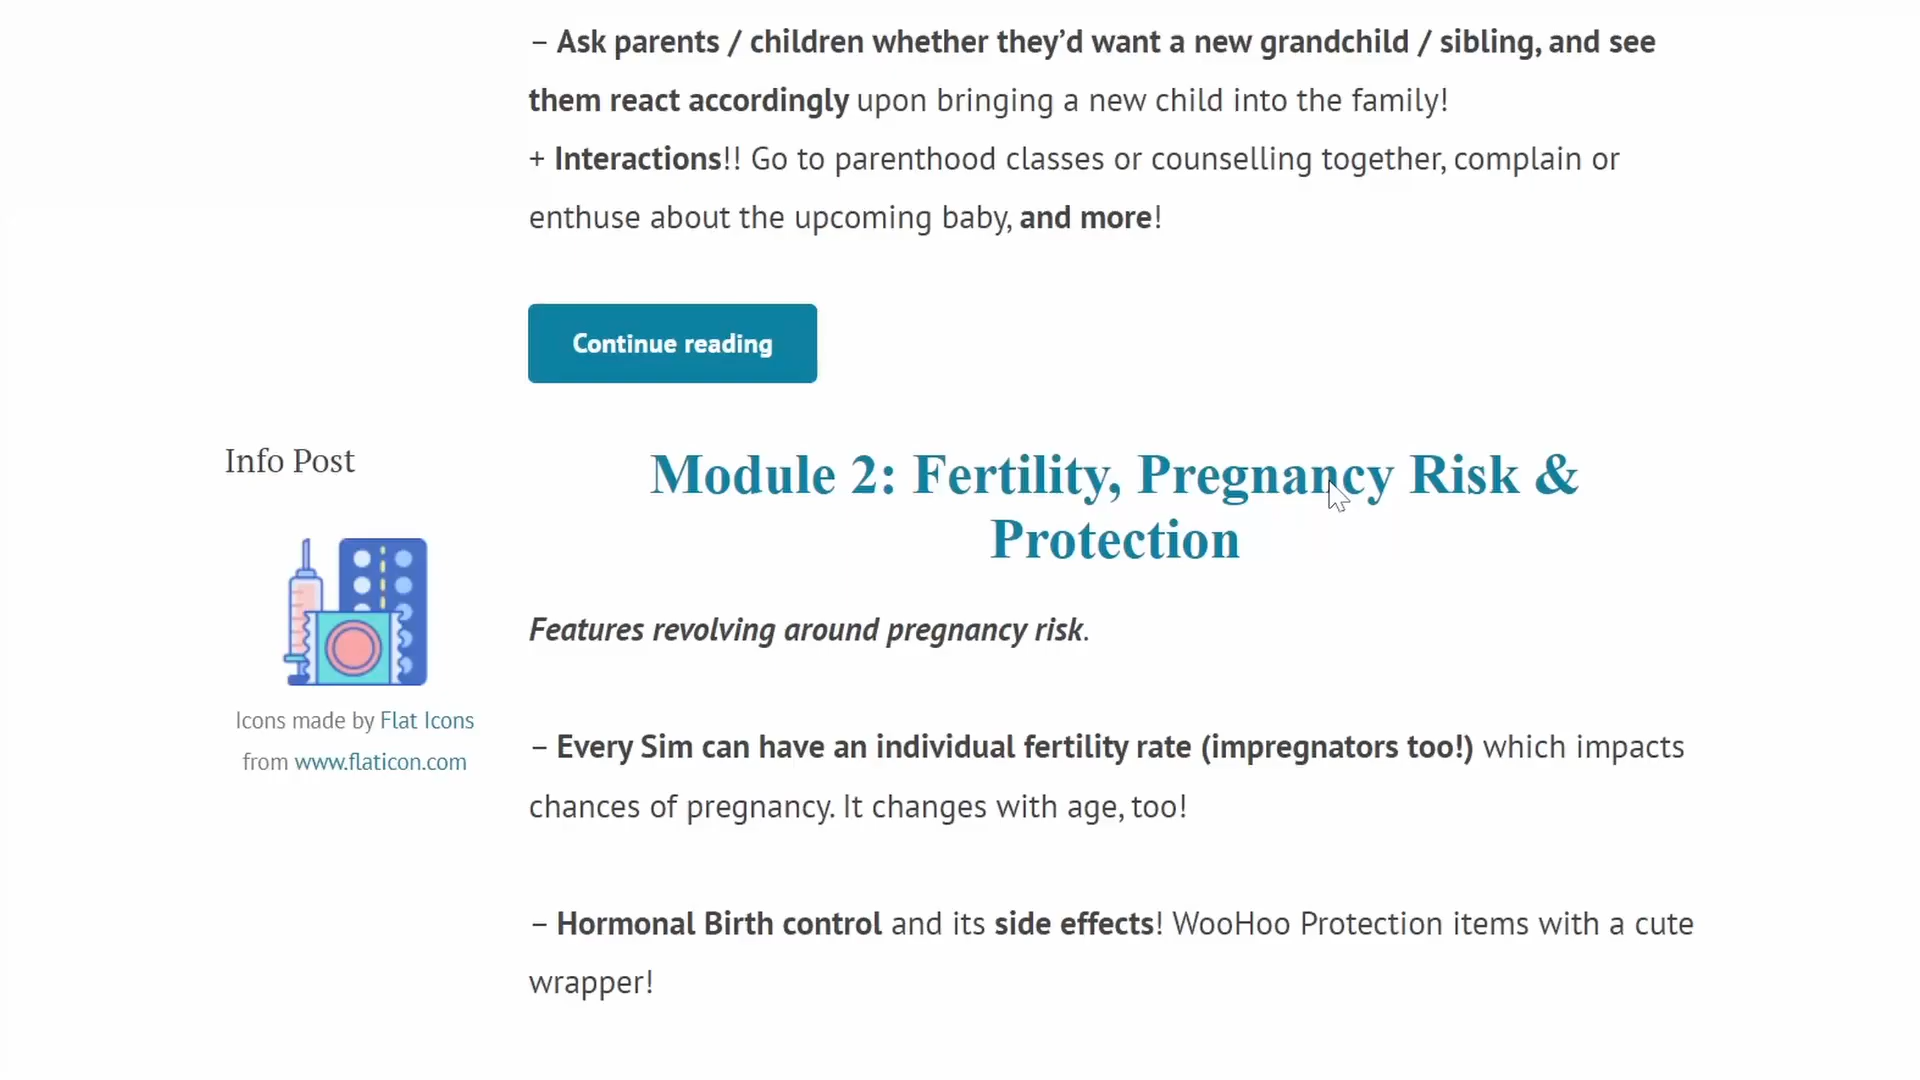 – Ask parents / children whether they’d want a new grandchild / sibling, and see
them react accordingly upon bringing a new child into the family!
+ Interactions!! Go to parenthood classes or counselling together, complain or
enthuse about the upcoming baby, and more!
Continue reading
Info Post
Icons made by Flat Icons
from www.flaticon.com
Module 2: Fertility, Pregnancy Risk &
Protection
Features revolving around pregnancy risk.
– Every Sim can have an individual fertility rate (impregnators too!) which impacts
chances of pregnancy. It changes with age, too!
– Hormonal Birth control and its side effects! WooHoo Protection items with a cute
wrapper!